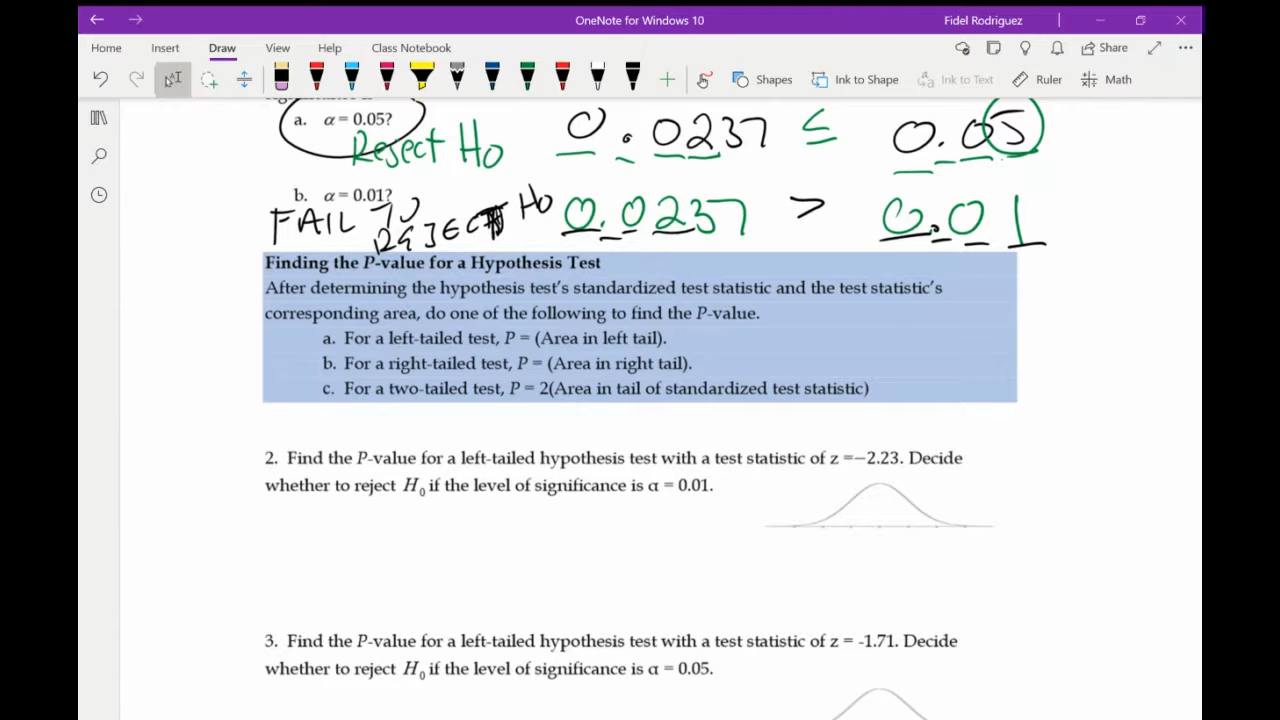 OneNote for Windows 10
Fidel Rodriguez
Home Insert Draw View Help Class Notebook
Share
Shapes Ink to Shape Ink to Text Ruler Math
a. α = 0.05?
Reject Ho 0.0237 ≤ 0.05
b. α = 0.01?
FAIL TO REJECT Ho 0.0237 > 0.01
Finding the P-value for a Hypothesis Test
After determining the hypothesis test's standardized test statistic and the test statistic's
corresponding area, do one of the following to find the P-value.
a. For a left-tailed test, P = (Area in left tail).
b. For a right-tailed test, P = (Area in right tail).
c. For a two-tailed test, P = 2(Area in tail of standardized test statistic)
2. Find the P-value for a left-tailed hypothesis test with a test statistic of z =−2.23. Decide
whether to reject H₀ if the level of significance is α = 0.01.
3. Find the P-value for a left-tailed hypothesis test with a test statistic of z = -1.71. Decide
whether to reject H₀ if the level of significance is α = 0.05.